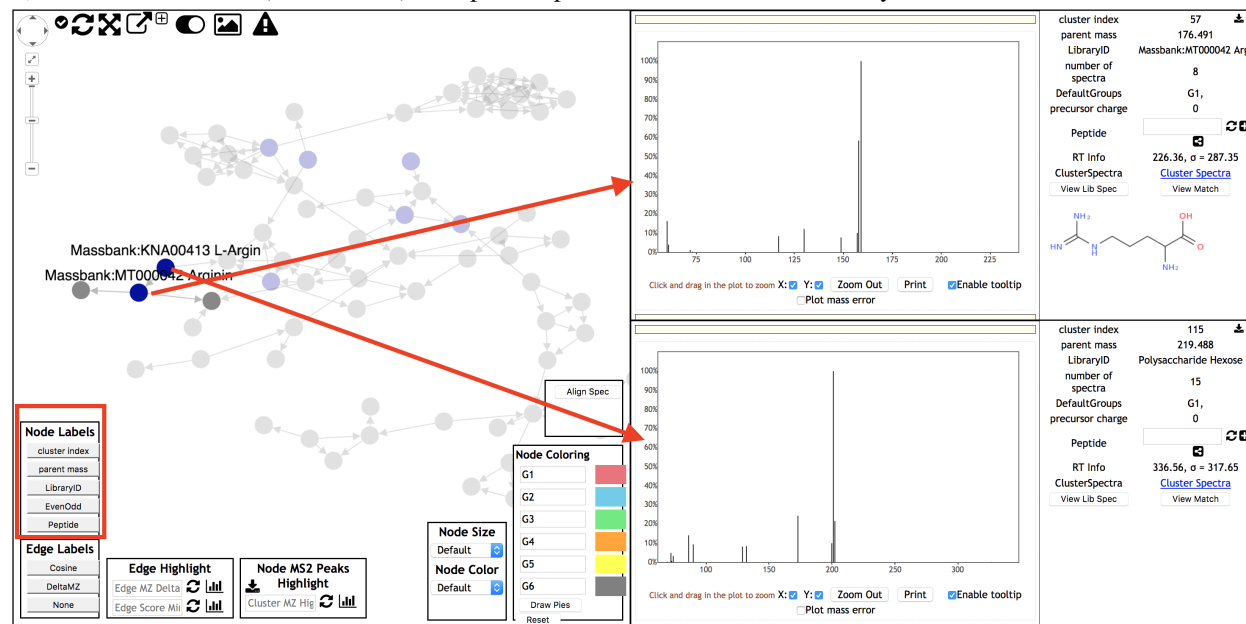 Massbank:KNA00413 L-Argin
Massbank:MT000042 Arginin
Node Labels
cluster index
parent mass
LibraryID
EvenOdd
Peptide
Edge Labels
Cosine
DeltaMZ
None
Edge Highlight
Edge MZ Delta
Edge Score Mi
Node MS2 Peaks
Highlight
Cluster MZ Hig
Align Spec
Node Size
Default
Node Color
Default
Node Coloring
G1
G2
G3
G4
G5
G6
Draw Pies
Reset
100%
90%
80%
70%
60%
50%
40%
30%
20%
10%
0%
75 100 125 150 175 200 225
Click and drag in the plot to zoom X: Y: Zoom Out Print Enable tooltip
Plot mass error
cluster index 57
parent mass 176.491
LibraryID Massbank:MT000042 Arg
number of
spectra 8
DefaultGroups G1,
precursor charge 0
Peptide
RT Info 226.36, σ = 287.35
ClusterSpectra Cluster Spectra
View Lib Spec View Match
NH₂
HN
N
H
OH
O
NH₂
100%
90%
80%
70%
60%
50%
40%
30%
20%
10%
0%
100 150 200 250 300
Click and drag in the plot to zoom X: Y: Zoom Out Print Enable tooltip
Plot mass error
cluster index 115
parent mass 219.488
LibraryID Polysaccharide Hexose
number of
spectra 15
DefaultGroups G1,
precursor charge 0
Peptide
RT Info 336.56, σ = 317.65
ClusterSpectra Cluster Spectra
View Lib Spec View Match